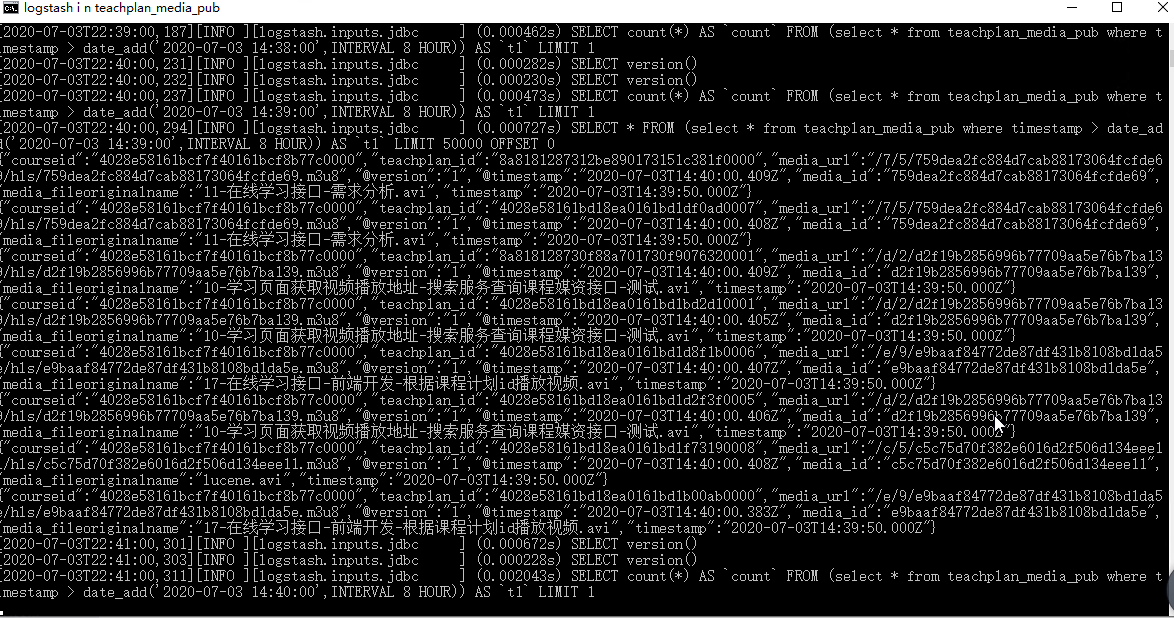 logstash i n teachplan_media_pub
[2020-07-03T22:39:00,187][INFO ][logstash.inputs.jdbc     ] (0.000462s) SELECT count(*) AS `count` FROM (select * from teachplan_media_pub where t
imestamp > date_add('2020-07-03 14:38:00',INTERVAL 8 HOUR)) AS `t1` LIMIT 1
[2020-07-03T22:40:00,231][INFO ][logstash.inputs.jdbc     ] (0.000282s) SELECT version()
[2020-07-03T22:40:00,232][INFO ][logstash.inputs.jdbc     ] (0.000230s) SELECT version()
[2020-07-03T22:40:00,237][INFO ][logstash.inputs.jdbc     ] (0.000473s) SELECT count(*) AS `count` FROM (select * from teachplan_media_pub where t
imestamp > date_add('2020-07-03 14:39:00',INTERVAL 8 HOUR)) AS `t1` LIMIT 1
[2020-07-03T22:40:00,294][INFO ][logstash.inputs.jdbc     ] (0.000727s) SELECT * FROM (select * from teachplan_media_pub where timestamp > date_ad
d('2020-07-03 14:39:00',INTERVAL 8 HOUR)) AS `t1` LIMIT 50000 OFFSET 0
{"courseid":"4028e58161bcf7f40161bcf8b77c0000","teachplan_id":"8a8181287312be890173151c381f0000","media_url":"/7/5/759dea2fc884d7cab88173064fcfde6
9/hls/759dea2fc884d7cab88173064fcfde69.m3u8","@version":"1","@timestamp":"2020-07-03T14:40:00.409Z","media_id":"759dea2fc884d7cab88173064fcfde69",
"media_fileoriginalname":"11-在线学习接口-需求分析.avi","timestamp":"2020-07-03T14:39:50.000Z"}
{"courseid":"4028e58161bcf7f40161bcf8b77c0000","teachplan_id":"4028e58161bd18ea0161bd1df0ad0007","media_url":"/7/5/759dea2fc884d7cab88173064fcfde6
9/hls/759dea2fc884d7cab88173064fcfde69.m3u8","@version":"1","@timestamp":"2020-07-03T14:40:00.408Z","media_id":"759dea2fc884d7cab88173064fcfde69",
"media_fileoriginalname":"11-在线学习接口-需求分析.avi","timestamp":"2020-07-03T14:39:50.000Z"}
{"courseid":"4028e58161bcf7f40161bcf8b77c0000","teachplan_id":"8a818128730f88a701730f9076320001","media_url":"/d/2/d2f19b2856996b77709aa5e76b7ba13
9/hls/d2f19b2856996b77709aa5e76b7ba139.m3u8","@version":"1","@timestamp":"2020-07-03T14:40:00.409Z","media_id":"d2f19b2856996b77709aa5e76b7ba139",
"media_fileoriginalname":"10-学习页面获取视频播放地址-搜索服务查询课程媒资接口-测试.avi","timestamp":"2020-07-03T14:39:50.000Z"}
{"courseid":"4028e58161bcf7f40161bcf8b77c0000","teachplan_id":"4028e58161bd18ea0161bd1bd2d10001","media_url":"/d/2/d2f19b2856996b77709aa5e76b7ba13
9/hls/d2f19b2856996b77709aa5e76b7ba139.m3u8","@version":"1","@timestamp":"2020-07-03T14:40:00.405Z","media_id":"d2f19b2856996b77709aa5e76b7ba139",
"media_fileoriginalname":"10-学习页面获取视频播放地址-搜索服务查询课程媒资接口-测试.avi","timestamp":"2020-07-03T14:39:50.000Z"}
{"courseid":"4028e58161bcf7f40161bcf8b77c0000","teachplan_id":"4028e58161bd18ea0161bd1d8f1b0006","media_url":"/e/9/e9baaf84772de87df431b8108bd1da5
e/hls/e9baaf84772de87df431b8108bd1da5e.m3u8","@version":"1","@timestamp":"2020-07-03T14:40:00.407Z","media_id":"e9baaf84772de87df431b8108bd1da5e",
"media_fileoriginalname":"17-在线学习接口-前端开发-根据课程计划id播放视频.avi","timestamp":"2020-07-03T14:39:50.000Z"}
{"courseid":"4028e58161bcf7f40161bcf8b77c0000","teachplan_id":"4028e58161bd18ea0161bd1d2f3f0005","media_url":"/d/2/d2f19b2856996b77709aa5e76b7ba13
9/hls/d2f19b2856996b77709aa5e76b7ba139.m3u8","@version":"1","@timestamp":"2020-07-03T14:40:00.406Z","media_id":"d2f19b2856996b77709aa5e76b7ba139",
"media_fileoriginalname":"10-学习页面获取视频播放地址-搜索服务查询课程媒资接口-测试.avi","timestamp":"2020-07-03T14:39:50.000Z"}
{"courseid":"4028e58161bcf7f40161bcf8b77c0000","teachplan_id":"4028e58161bd18ea0161bd1f73190008","media_url":"/c/5/c5c75d70f382e6016d2f506d134eee1
1/hls/c5c75d70f382e6016d2f506d134eee11.m3u8","@version":"1","@timestamp":"2020-07-03T14:40:00.408Z","media_id":"c5c75d70f382e6016d2f506d134eee11",
"media_fileoriginalname":"lucene.avi","timestamp":"2020-07-03T14:39:50.000Z"}
{"courseid":"4028e58161bcf7f40161bcf8b77c0000","teachplan_id":"4028e58161bd18ea0161bd1b00ab0000","media_url":"/e/9/e9baaf84772de87df431b8108bd1da5
e/hls/e9baaf84772de87df431b8108bd1da5e.m3u8","@version":"1","@timestamp":"2020-07-03T14:40:00.383Z","media_id":"e9baaf84772de87df431b8108bd1da5e",
"media_fileoriginalname":"17-在线学习接口-前端开发-根据课程计划id播放视频.avi","timestamp":"2020-07-03T14:39:50.000Z"}
[2020-07-03T22:41:00,301][INFO ][logstash.inputs.jdbc     ] (0.000672s) SELECT version()
[2020-07-03T22:41:00,303][INFO ][logstash.inputs.jdbc     ] (0.000228s) SELECT version()
[2020-07-03T22:41:00,311][INFO ][logstash.inputs.jdbc     ] (0.002043s) SELECT count(*) AS `count` FROM (select * from teachplan_media_pub where t
imestamp > date_add('2020-07-03 14:40:00',INTERVAL 8 HOUR)) AS `t1` LIMIT 1